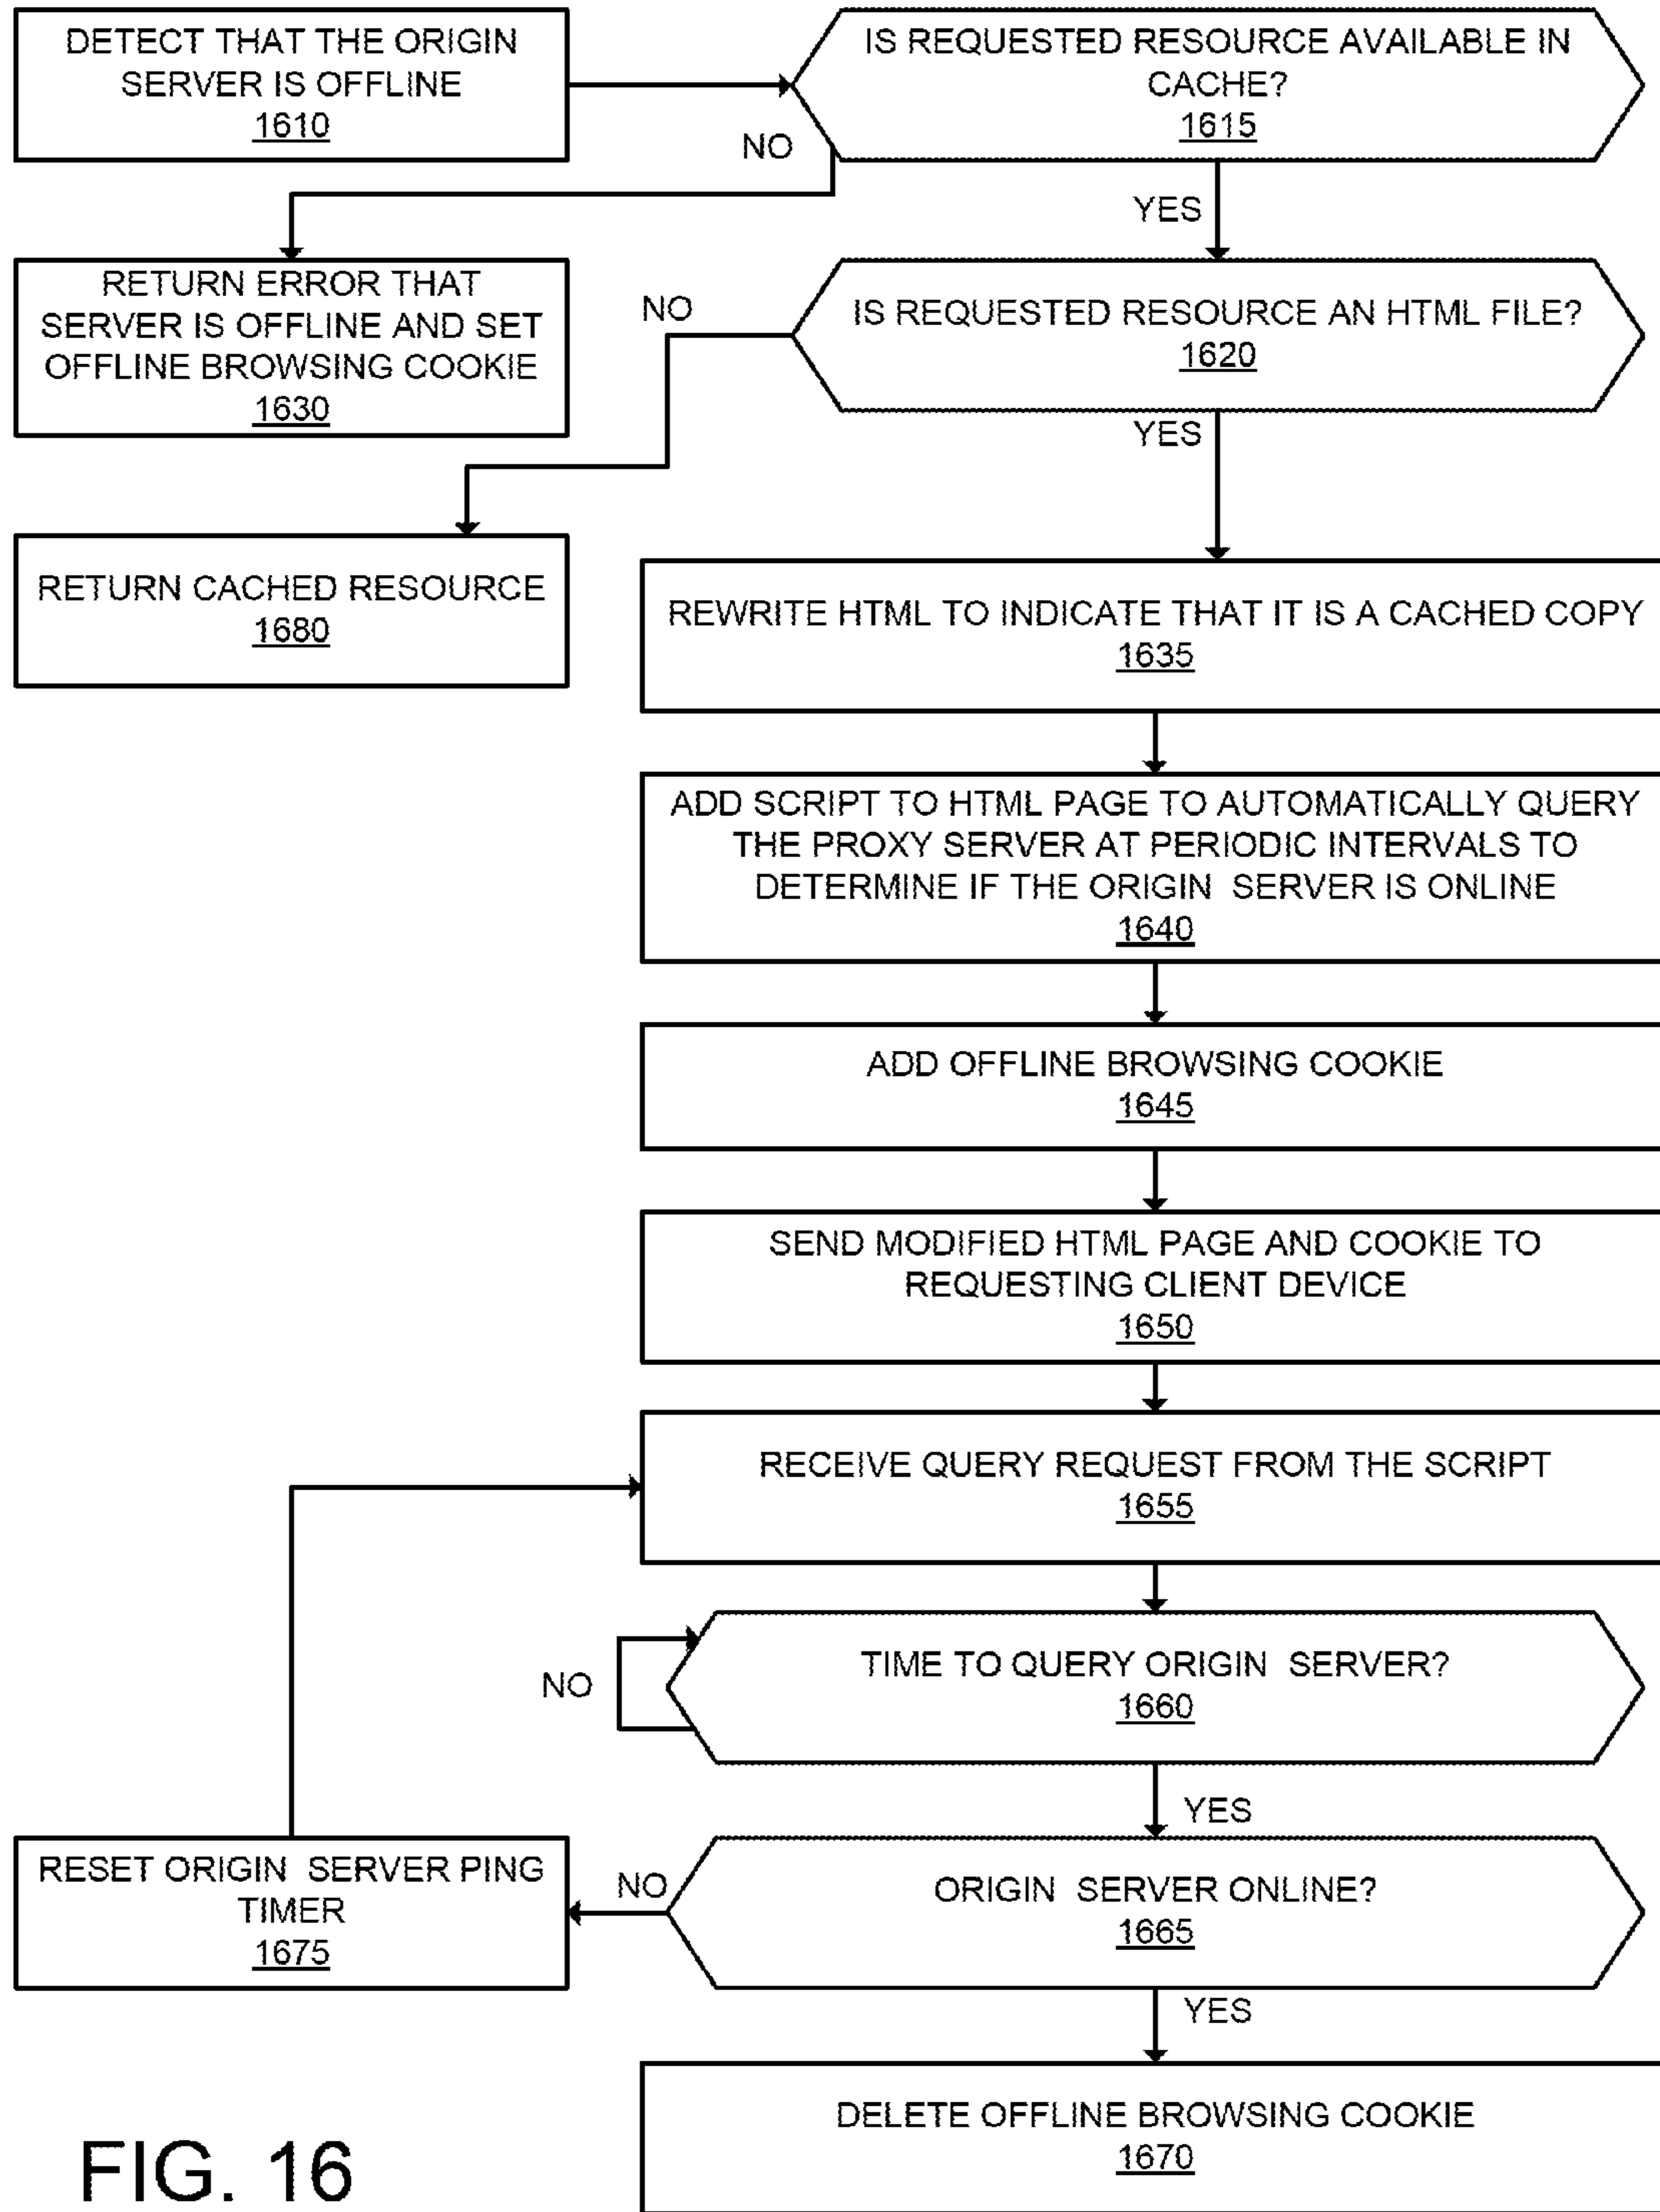 DETECT THAT THE ORIGIN
SERVER IS OFFLINE
1610
IS REQUESTED RESOURCE AVAILABLE IN
CACHE?
1615
NO
YES
RETURN ERROR THAT
SERVER IS OFFLINE AND SET
OFFLINE BROWSING COOKIE
1630
NO
IS REQUESTED RESOURCE AN HTML FILE?
1620
YES
RETURN CACHED RESOURCE
1680
REWRITE HTML TO INDICATE THAT IT IS A CACHED COPY
1635
ADD SCRIPT TO HTML PAGE TO AUTOMATICALLY QUERY
THE PROXY SERVER AT PERIODIC INTERVALS TO
DETERMINE IF THE ORIGIN SERVER IS ONLINE
1640
ADD OFFLINE BROWSING COOKIE
1645
SEND MODIFIED HTML PAGE AND COOKIE TO
REQUESTING CLIENT DEVICE
1650
RECEIVE QUERY REQUEST FROM THE SCRIPT
1655
TIME TO QUERY ORIGIN SERVER?
1660
NO
YES
RESET ORIGIN SERVER PING
TIMER
1675
NO
ORIGIN SERVER ONLINE?
1665
YES
DELETE OFFLINE BROWSING COOKIE
1670
FIG. 16